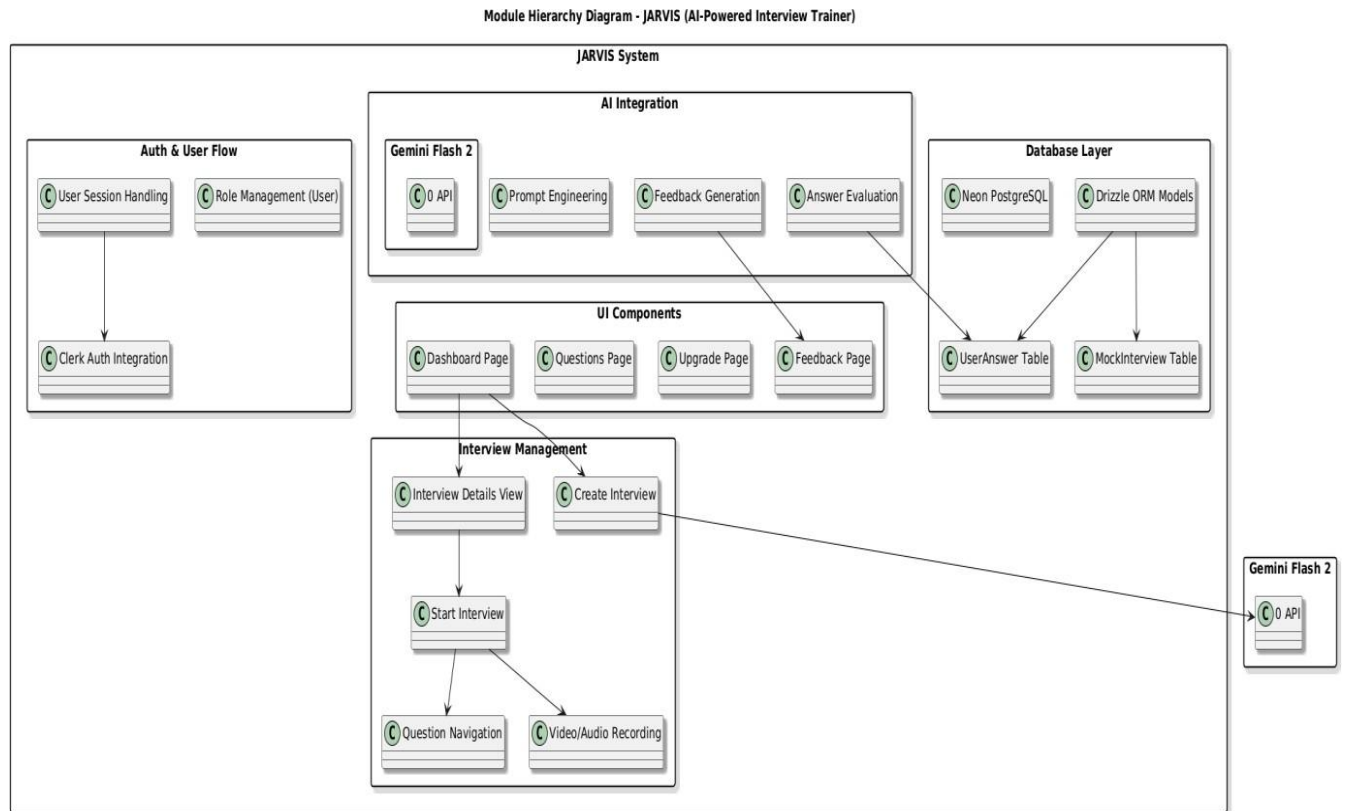 Module Hierarchy Diagram - JARVIS (AI-Powered Interview Trainer)
JARVIS System
AI Integration
Auth & User Flow
Gemini Flash 2
Database Layer
C User Session Handling
C Role Management (User)
C 0 API
C Prompt Engineering
C Feedback Generation
C Answer Evaluation
C Neon PostgreSQL
C Drizzle ORM Models
UI Components
C Clerk Auth Integration
C Dashboard Page
C Questions Page
C Upgrade Page
C Feedback Page
C UserAnswer Table
C MockInterview Table
Interview Management
C Interview Details View
C Create Interview
Gemini Flash 2
C Start Interview
C 0 API
C Question Navigation
C Video/Audio Recording